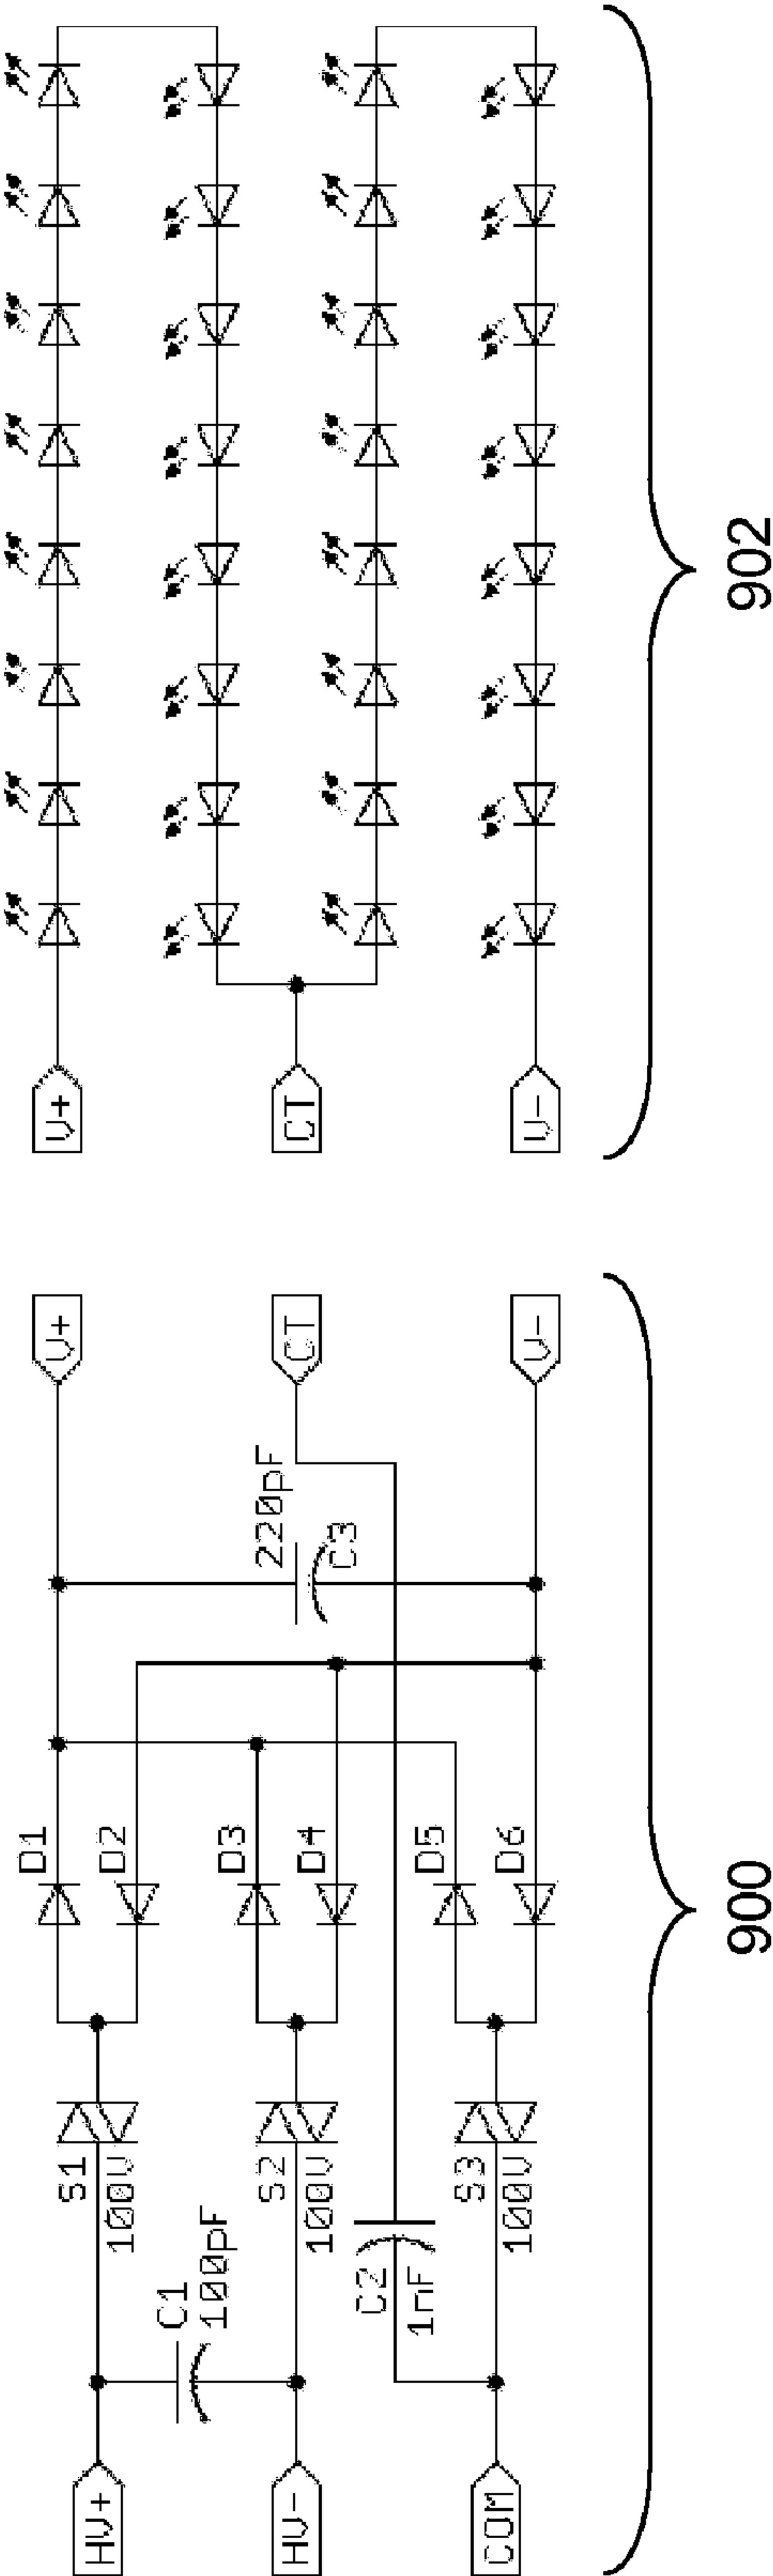 HV+
C1
100pF
S1
100V
D1
D2
V+
HV-
S2
100V
D3
D4
220pF
C3
CT
C2
1nF
COM
S3
100V
D5
D6
V-
900
V+
CT
V-
902